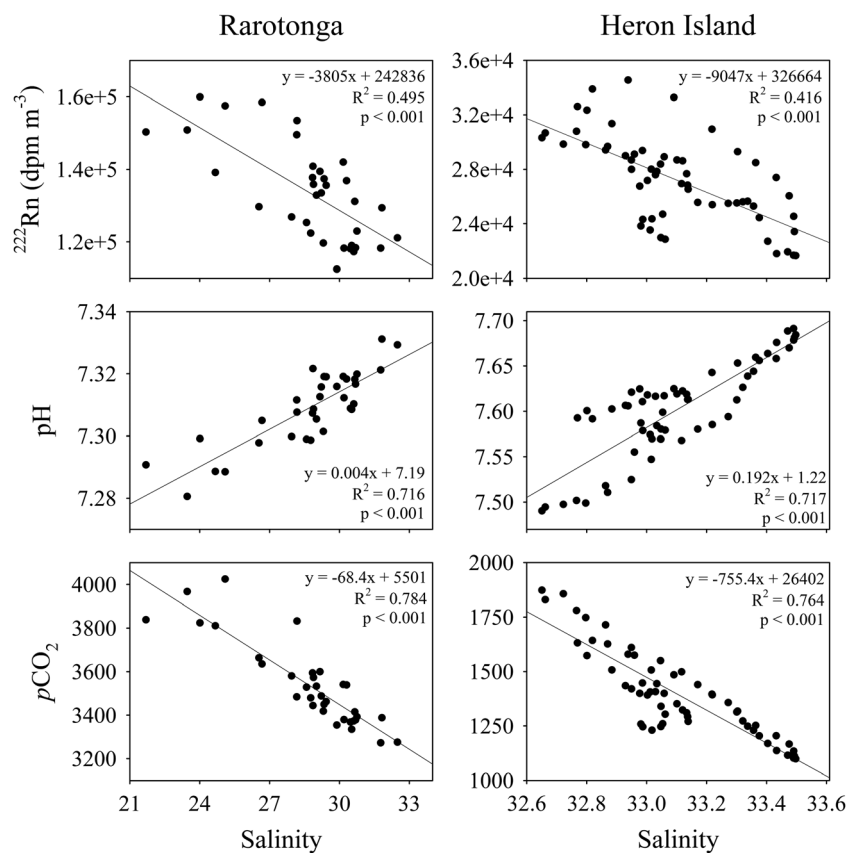 Rarotonga
Heron Island
²²²Rn (dpm m⁻³)
1.6e+5
1.4e+5
1.2e+5
y = -3805x + 242836
R² = 0.495
p < 0.001
3.6e+4
3.2e+4
2.8e+4
2.4e+4
2.0e+4
y = -9047x + 326664
R² = 0.416
p < 0.001
pH
7.34
7.32
7.30
7.28
y = 0.004x + 7.19
R² = 0.716
p < 0.001
7.70
7.65
7.60
7.55
7.50
y = 0.192x + 1.22
R² = 0.717
p < 0.001
pCO₂
4000
3800
3600
3400
3200
y = -68.4x + 5501
R² = 0.784
p < 0.001
2000
1750
1500
1250
1000
y = -755.4x + 26402
R² = 0.764
p < 0.001
21 24 27 30 33
32.6 32.8 33.0 33.2 33.4 33.6
Salinity
Salinity